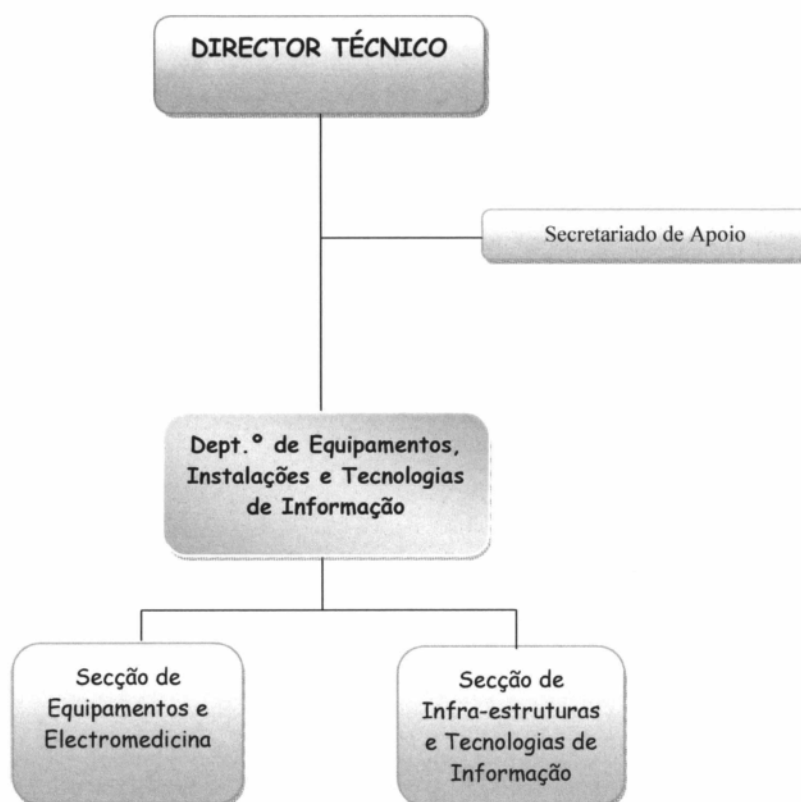 DIRECTOR TÉCNICO
Secretariado de Apoio
Dept.º de Equipamentos,
Instalações e Tecnologias
de Informação
Secção de
Equipamentos e
Electromedicina
Secção de
Infra-estruturas
e Tecnologias de
Informação